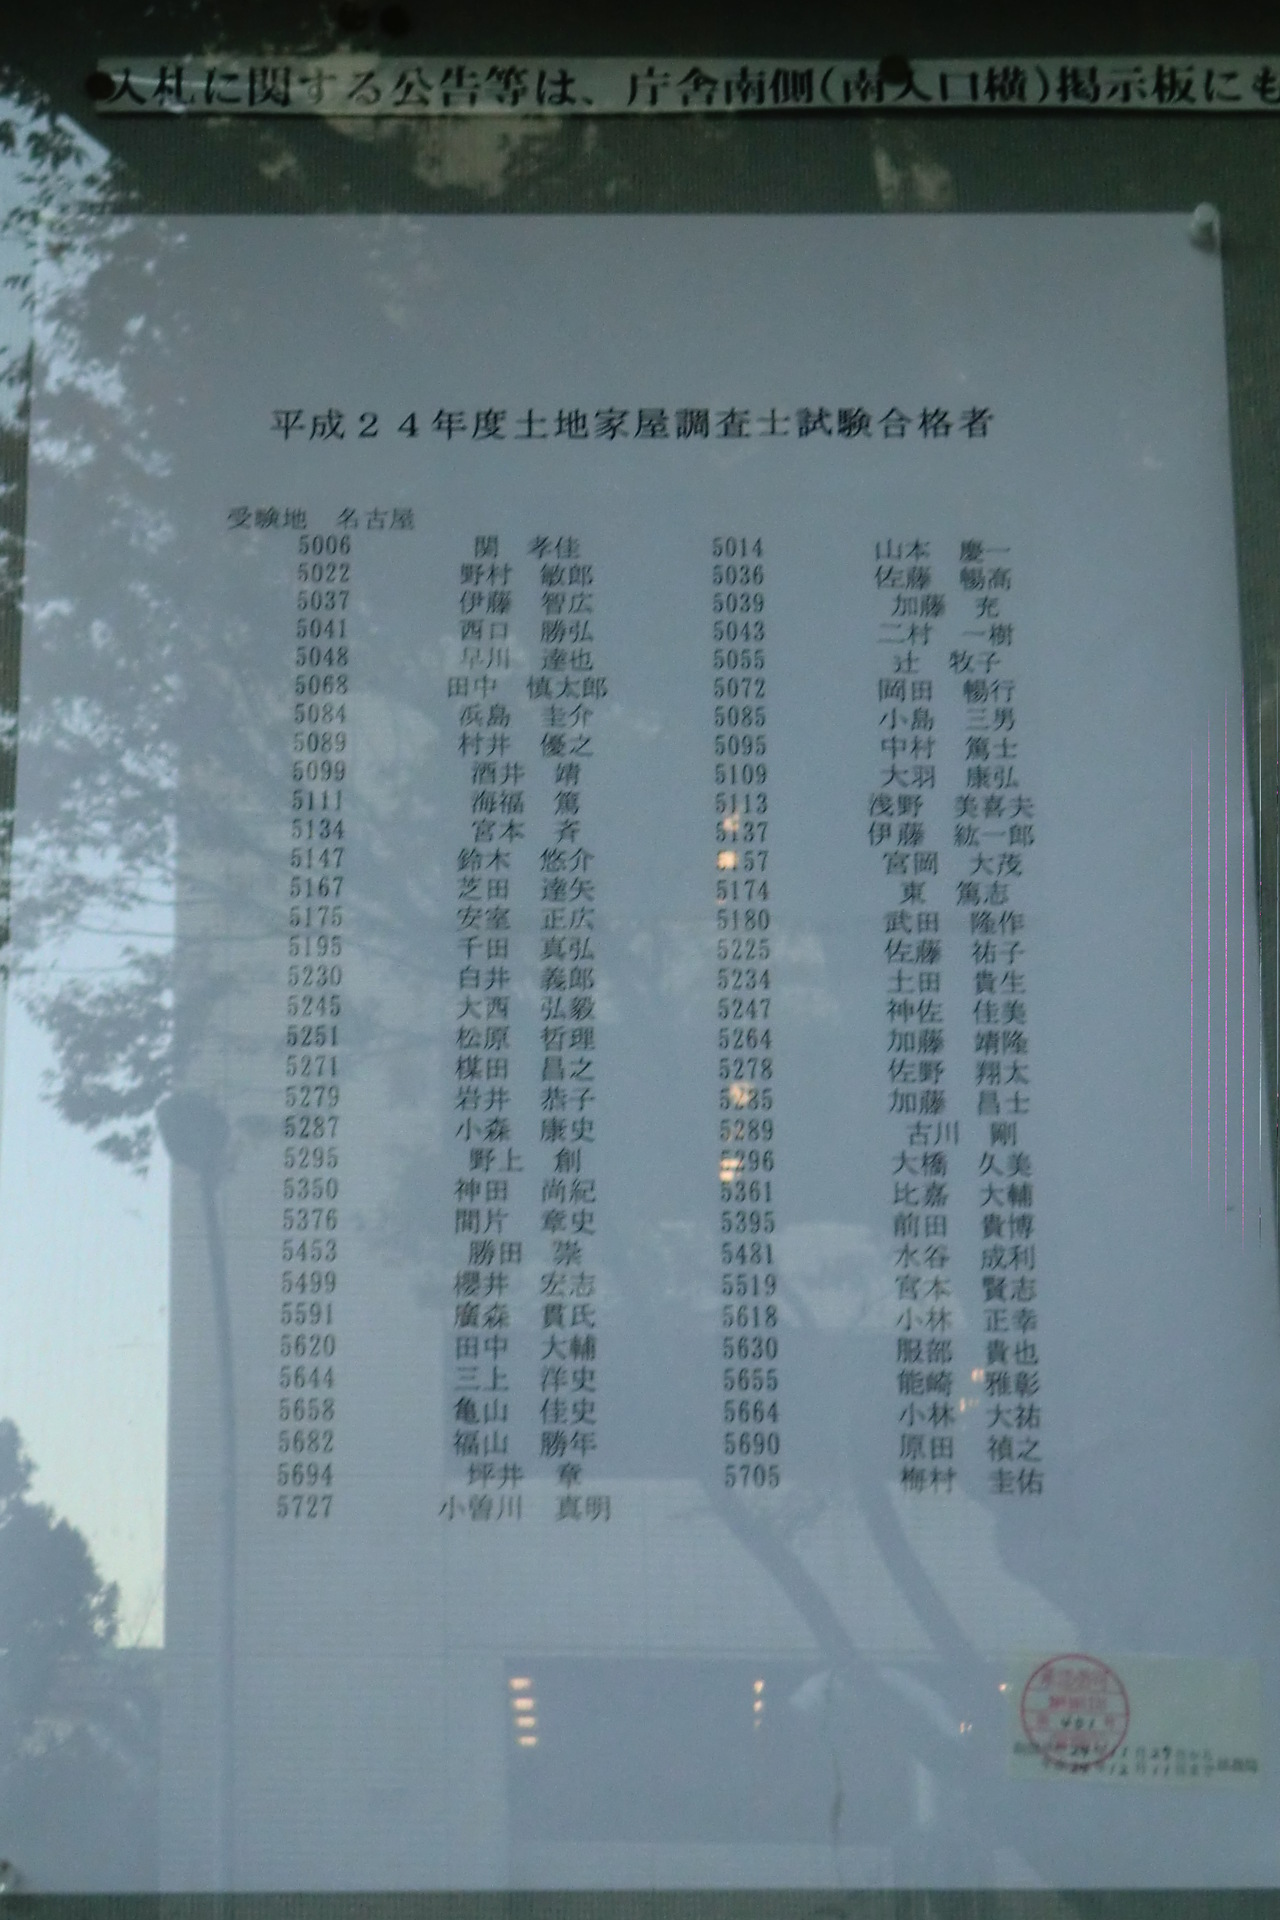 入札に関する公告等は、庁舎南側(南入口横)掲示板にも
平成24年度土地家屋調査士試験合格者
受験地 名古屋
5006 関 孝佳 5014 山本 慶一
5022 野村 敏郎 5036 佐藤 暢高
5037 伊藤 智広 5039 加藤 充
5041 西口 勝弘 5043 二村 一樹
5048 早川 達也 5055 辻 牧子
5068 田中 慎太郎 5072 岡田 暢行
5084 浜島 圭介 5085 小島 三男
5089 村井 優之 5095 中村 篤士
5099 酒井 靖 5109 大羽 康弘
5111 海福 篤 5113 浅野 美喜夫
5134 宮本 斉 5137 伊藤 紘一郎
5147 鈴木 悠介 5157 宮岡 大茂
5167 芝田 達矢 5174 東 篤志
5175 安室 正広 5180 武田 隆作
5195 千田 真弘 5225 佐藤 祐子
5230 白井 義郎 5234 土田 貴生
5245 大西 弘毅 5247 神佐 佳美
5251 松原 哲理 5264 加藤 靖隆
5271 楳田 昌之 5278 佐野 翔太
5279 岩井 恭子 5285 加藤 昌士
5287 小森 康史 5289 古川 剛
5295 野上 創 5296 大橋 久美
5350 神田 尚紀 5361 比嘉 大輔
5376 間片 章史 5395 前田 貴博
5453 勝田 崇 5481 水谷 成利
5499 櫻井 宏志 5519 宮本 賢志
5591 廣森 貫氏 5618 小林 正幸
5620 田中 大輔 5630 服部 貴也
5644 三上 洋史 5655 能崎 雅彰
5658 亀山 佳史 5664 小林 大祐
5682 福山 勝年 5690 原田 禎之
5694 坪井 章 5705 梅村 圭佑
5727 小曽川 真明